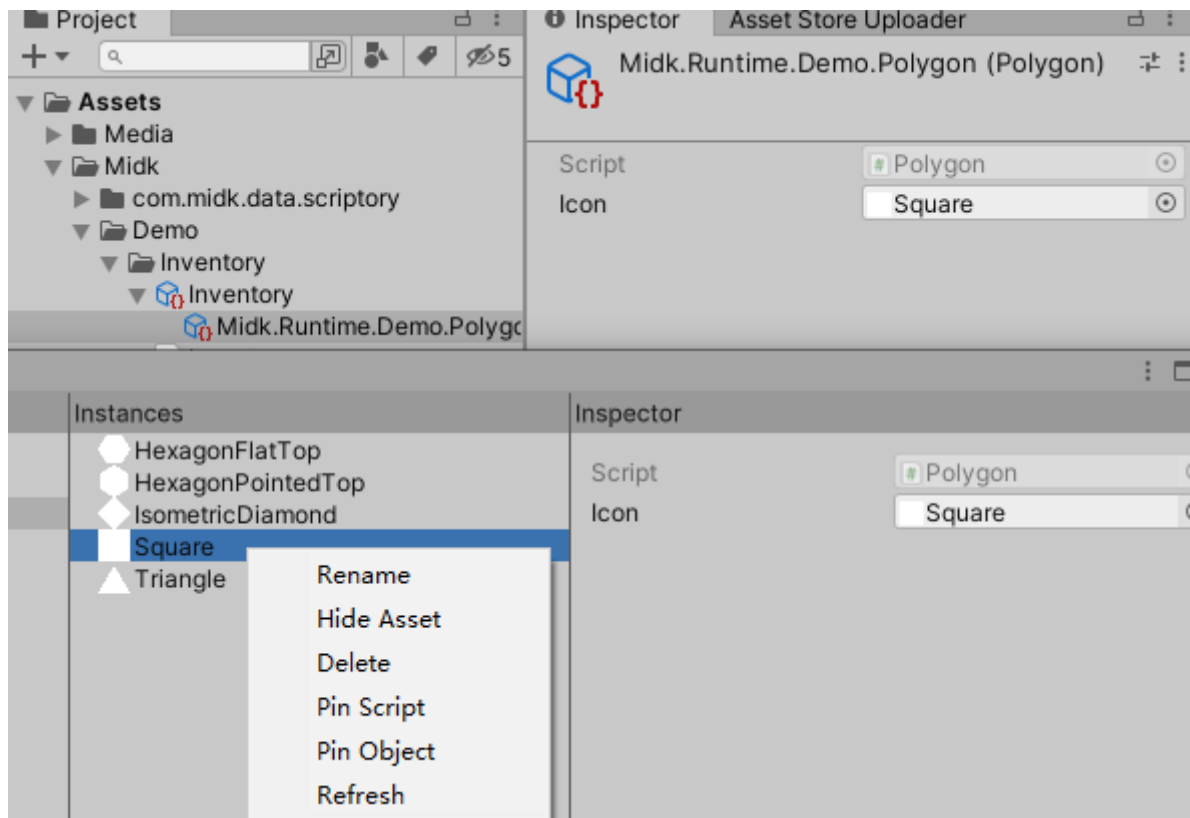 Project
Inspector
Asset Store Uploader
5
Midk.Runtime.Demo.Polygon (Polygon)
Assets
Media
Midk
com.midk.data.scriptory
Demo
Inventory
Inventory
Midk.Runtime.Demo.Polygo
Script
# Polygon
Icon
Square
Instances
HexagonFlatTop
HexagonPointedTop
IsometricDiamond
Square
Triangle
Rename
Hide Asset
Delete
Pin Script
Pin Object
Refresh
Inspector
Script
# Polygon
Icon
Square